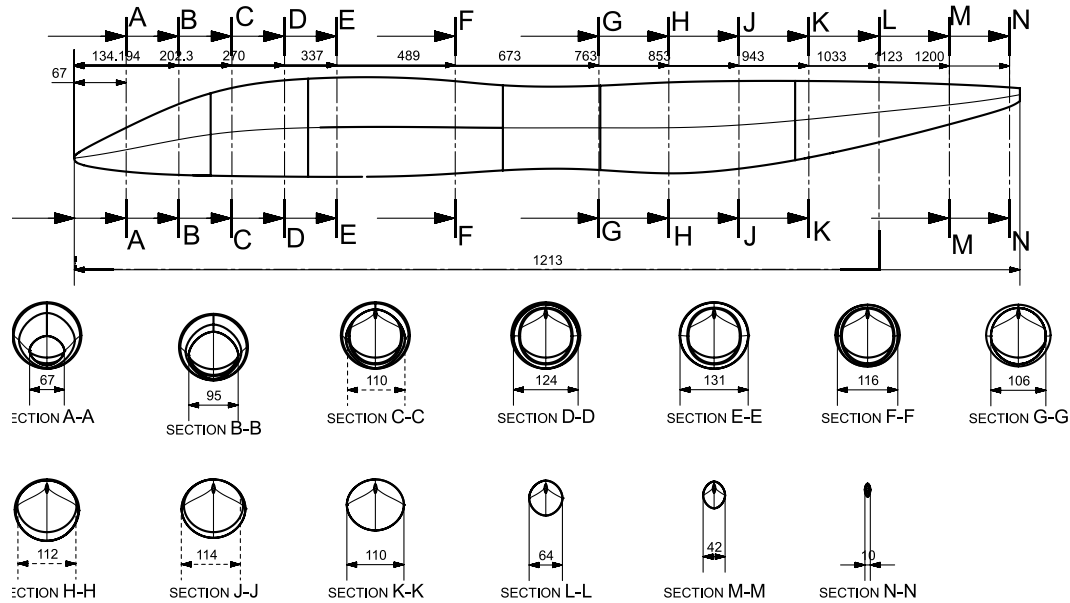 A B C D E F G H J K L M N
134.194 202.3 270 337 489 673 763 853 943 1033 1123 1200
67
A B C D E F G H J K M N
1213
67 95 110 124 131 116 106
ECTION A-A SECTION B-B SECTION C-C SECTION D-D SECTION E-E SECTION F-F SECTION G-G
112 114 110 64 42 10
ECTION H-H SECTION J-J SECTION K-K SECTION L-L SECTION M-M SECTION N-N